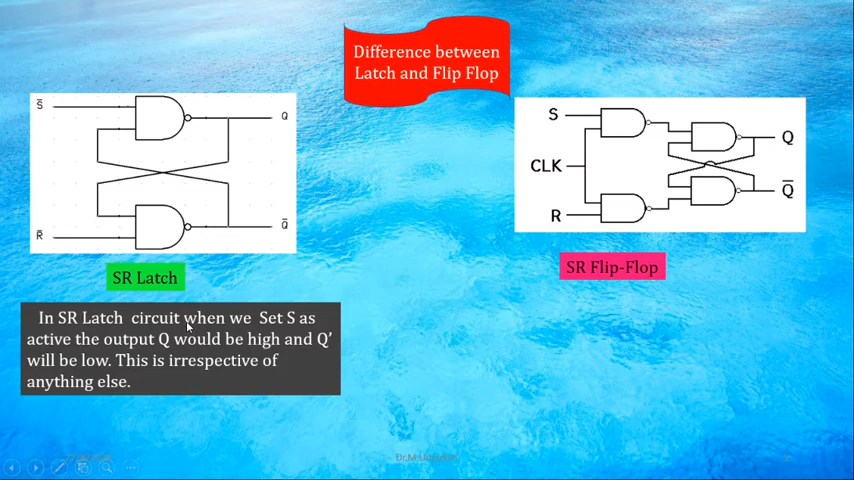 Difference between
Latch and Flip Flop
S̅
Q
R̅
Q̅
SR Latch
S
CLK
R
Q
Q̅
SR Flip-Flop
In SR Latch circuit when we Set S as
active the output Q would be high and Q’
will be low. This is irrespective of
anything else.